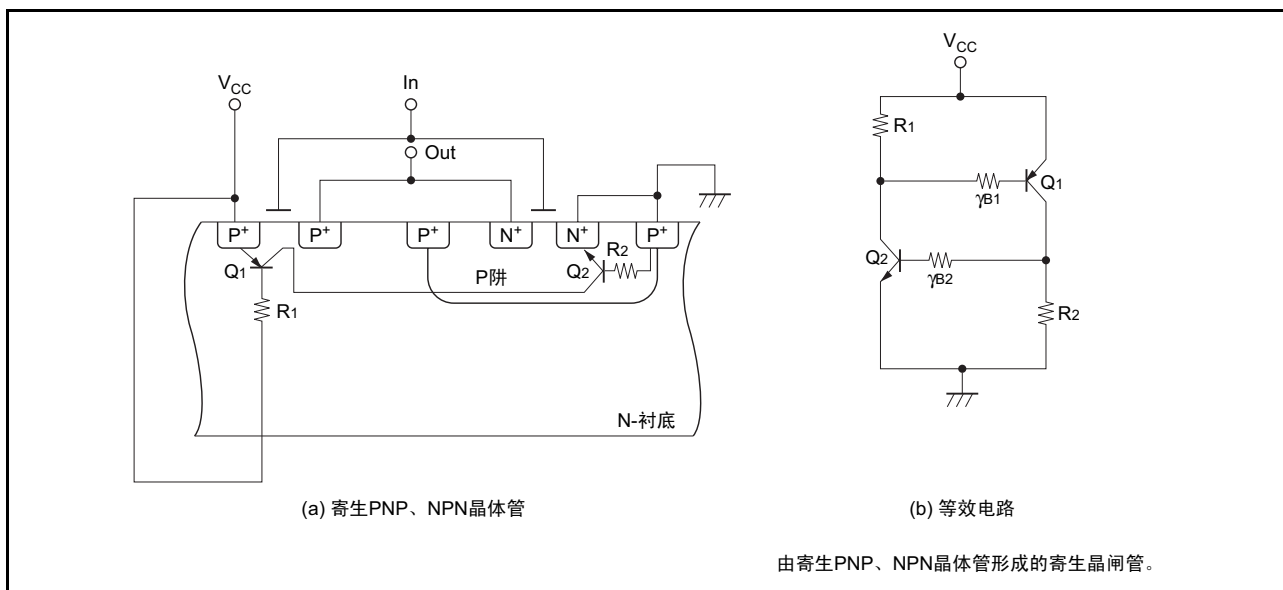 VCC
In
Out
P+
P+
P+
N+
N+
P+
Q1
P阱
Q2
R2
R1
N-衬底
(a) 寄生PNP、NPN晶体管
VCC
R1
γB1
Q1
Q2
γB2
R2
(b) 等效电路
由寄生PNP、NPN晶体管形成的寄生晶闸管。